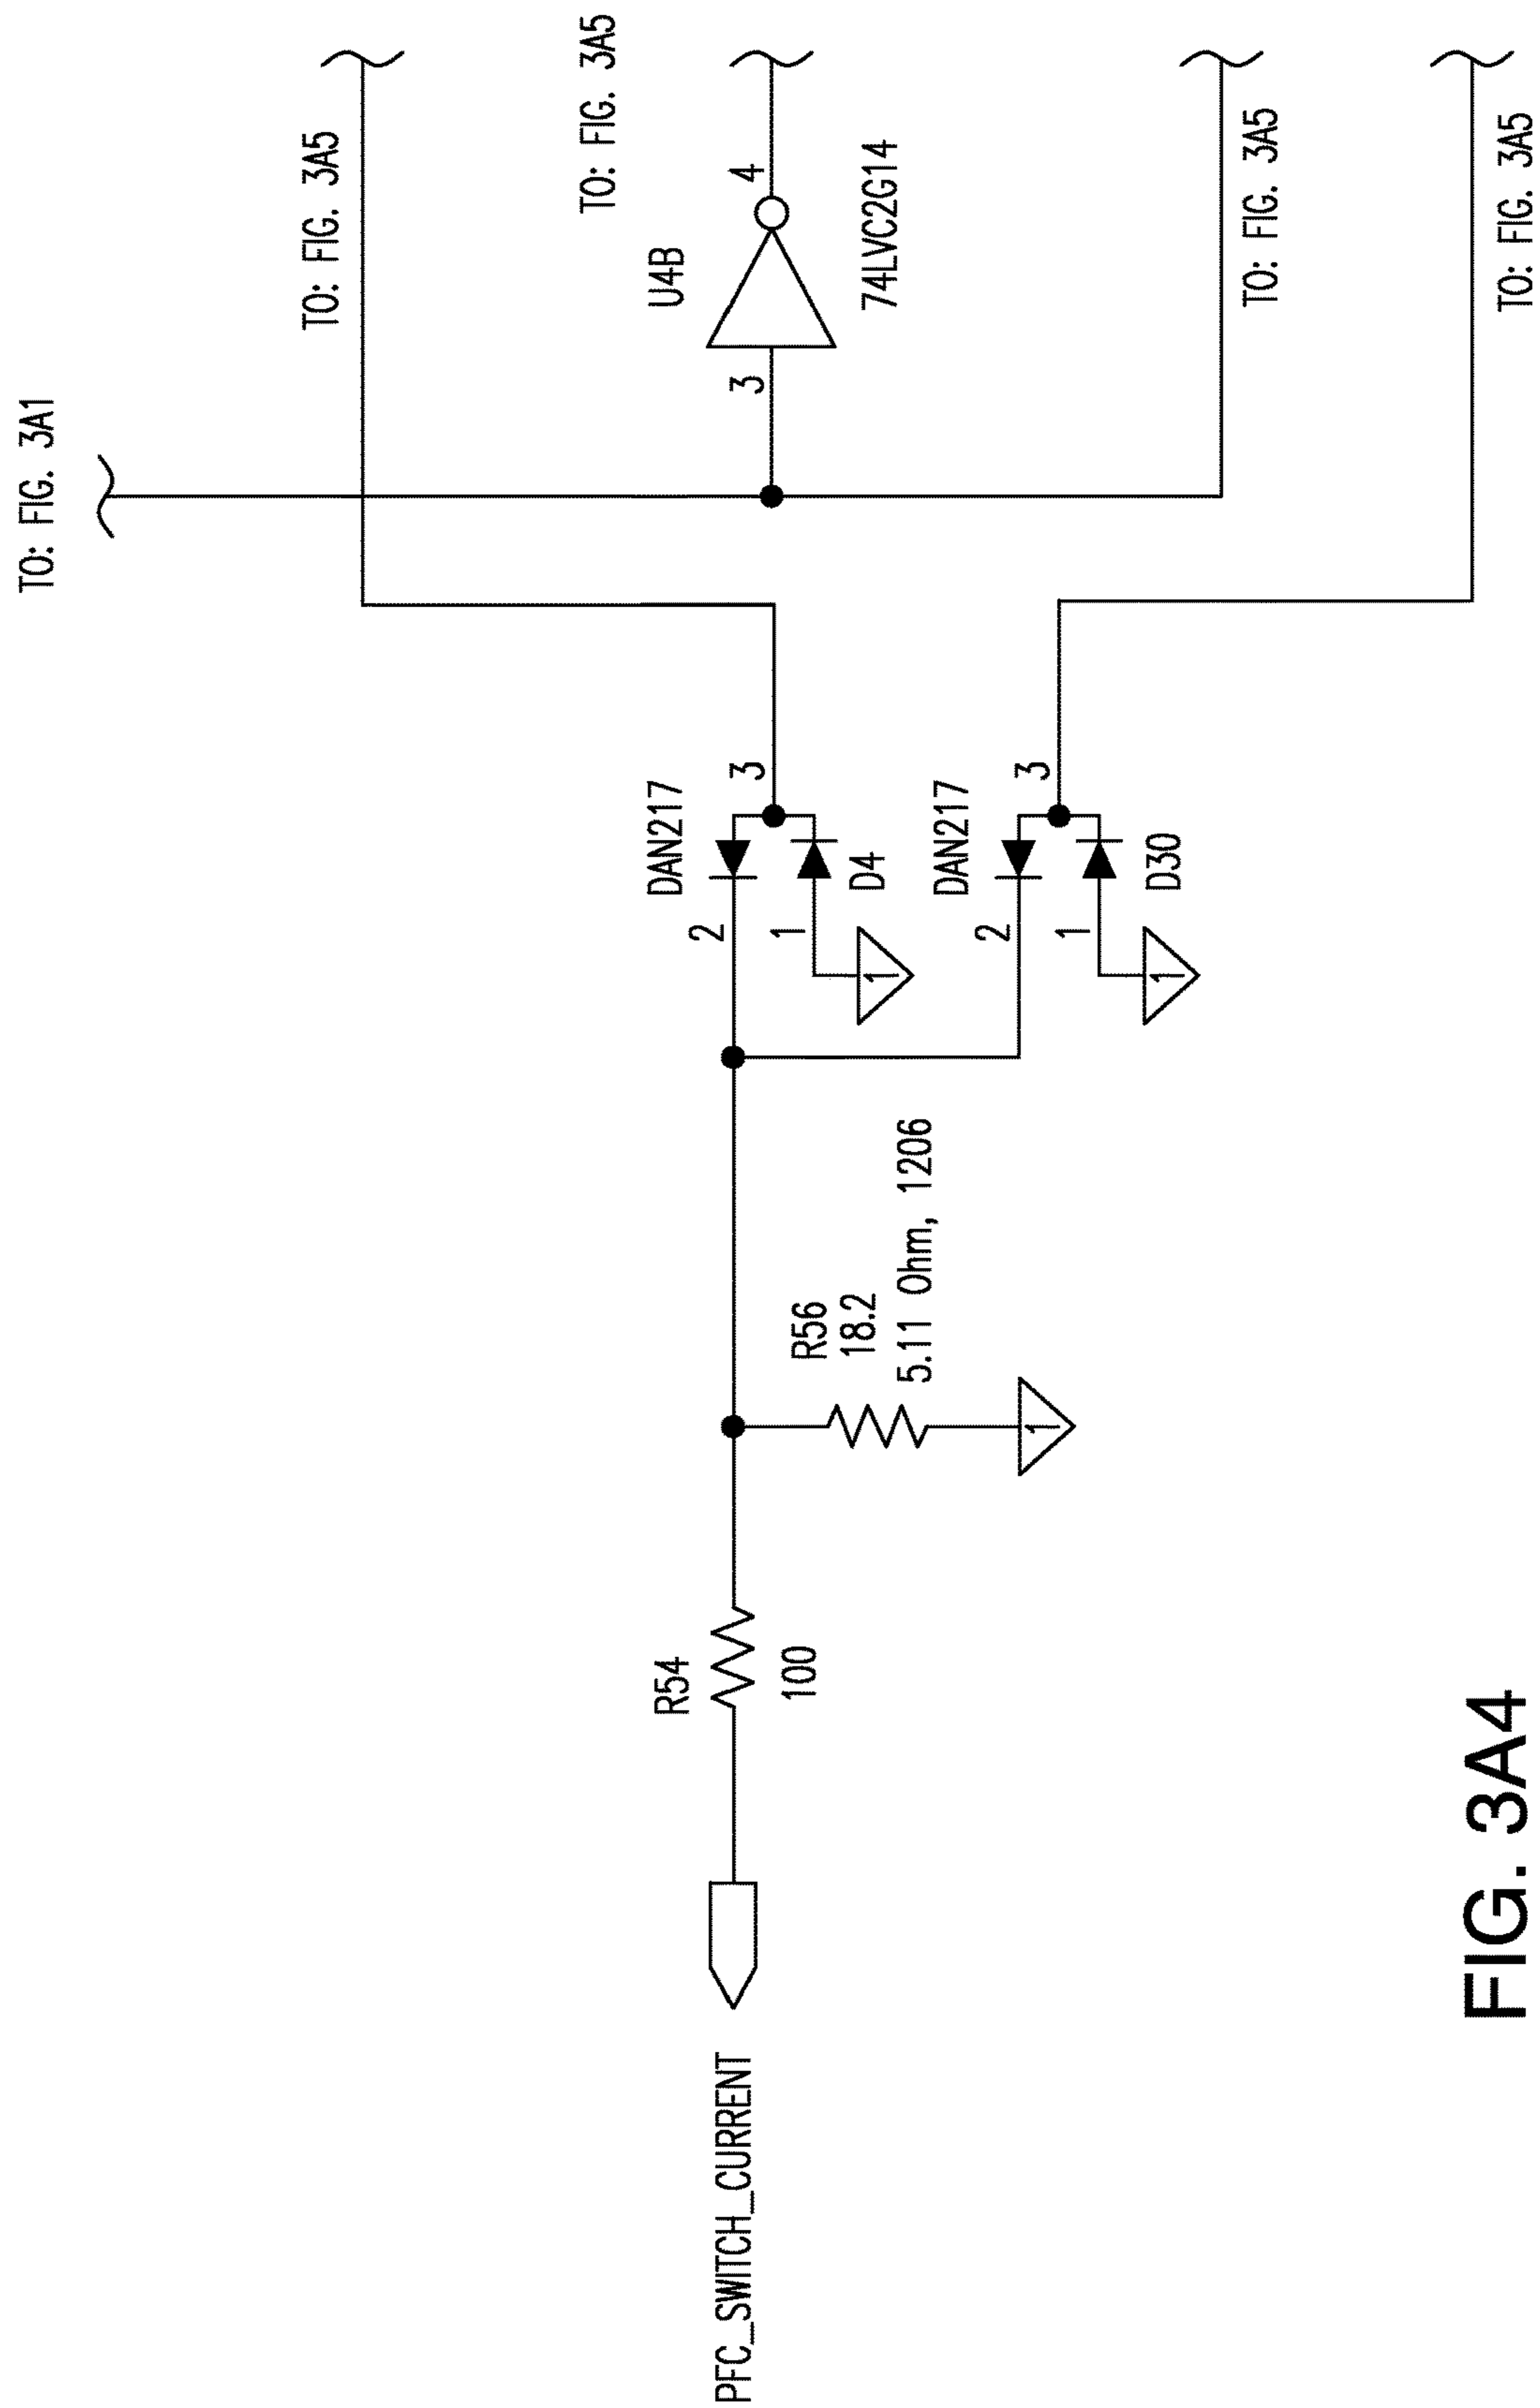 TO: FIG. 3A1
TO: FIG. 3A5
TO: FIG. 3A5
U4B
3
4
74LVC2G14
TO: FIG. 3A5
TO: FIG. 3A5
DAN217
2
3
1
D4
1
DAN217
2
3
1
D30
1
R56
18.2
5.11 Ohm, 1206
1
R54
100
PFC_SWITCH_CURRENT
FIG. 3A4